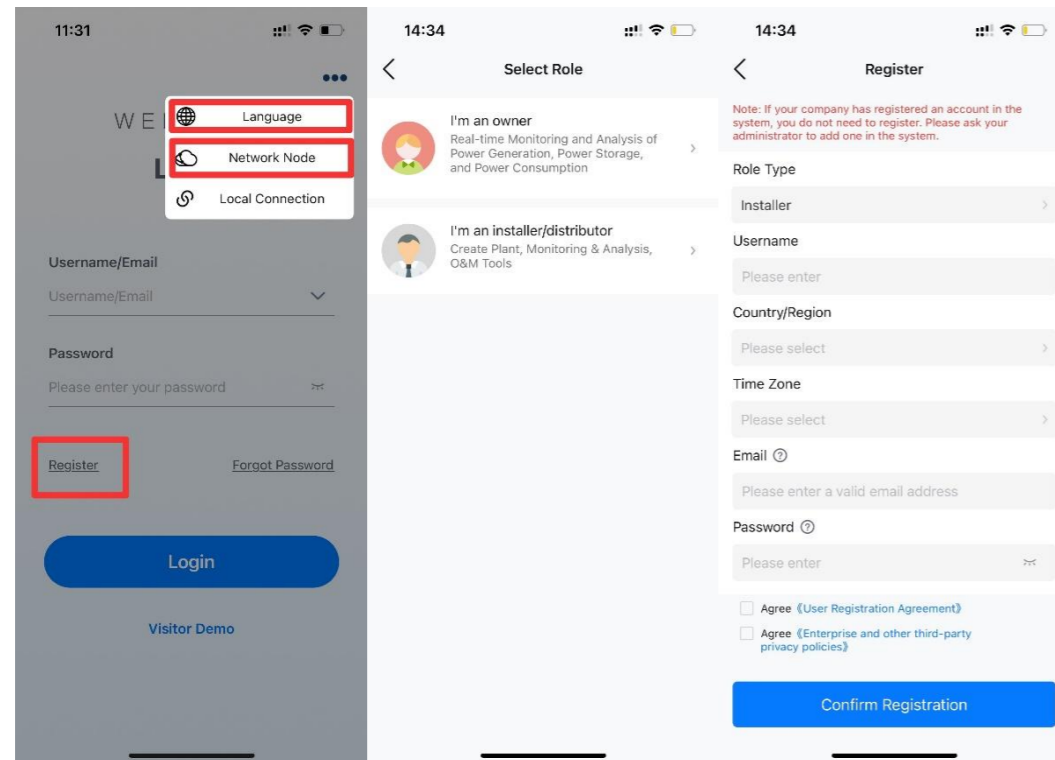 11:31
WE
L
Language
Network Node
Local Connection
Username/Email
Username/Email
Password
Please enter your password
Register
Forgot Password
Login
Visitor Demo
14:34
Select Role
I'm an owner
Real-time Monitoring and Analysis of
Power Generation, Power Storage,
and Power Consumption
I'm an installer/distributor
Create Plant, Monitoring & Analysis,
O&M Tools
14:34
Register
Note: If your company has registered an account in the
system, you do not need to register. Please ask your
administrator to add one in the system.
Role Type
Installer
Username
Please enter
Country/Region
Please select
Time Zone
Please select
Email
Please enter a valid email address
Password
Please enter
Agree 《User Registration Agreement》
Agree 《Enterprise and other third-party
privacy policies》
Confirm Registration